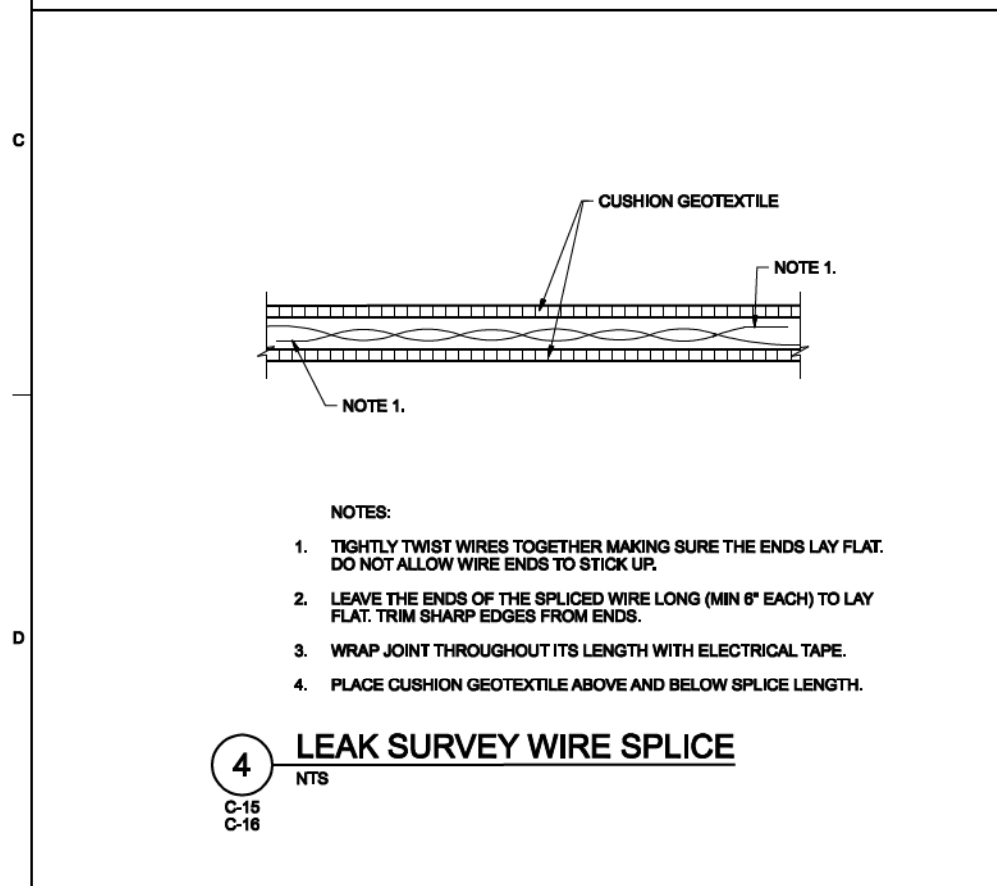 C
CUSHION GEOTEXTILE
NOTE 1.
NOTE 1.
NOTES:
1. TIGHTLY TWIST WIRES TOGETHER MAKING SURE THE ENDS LAY FLAT.
DO NOT ALLOW WIRE ENDS TO STICK UP.
2. LEAVE THE ENDS OF THE SPLICED WIRE LONG (MIN 6" EACH) TO LAY
FLAT. TRIM SHARP EDGES FROM ENDS.
D
3. WRAP JOINT THROUGHOUT ITS LENGTH WITH ELECTRICAL TAPE.
4. PLACE CUSHION GEOTEXTILE ABOVE AND BELOW SPLICE LENGTH.
4 LEAK SURVEY WIRE SPLICE
NTS
C-15
C-16